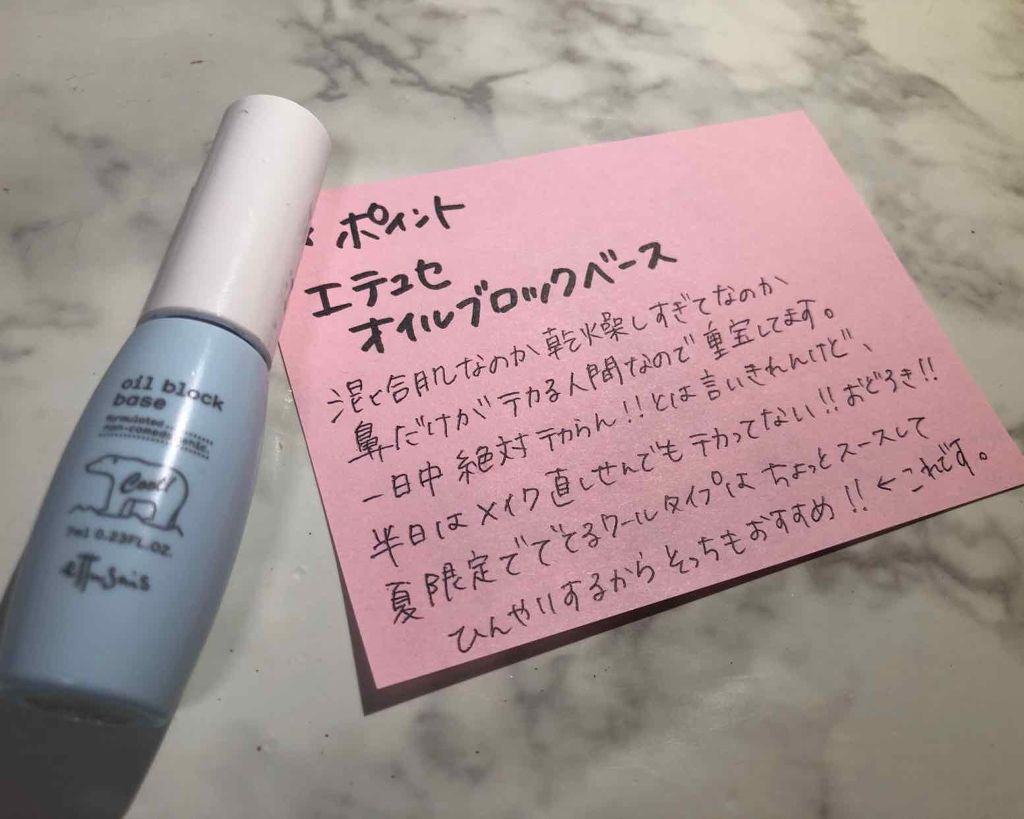 oil block
base
formulated
non-comedogenic.
Cool!
7ml 0.23FL.OZ.
ettusais
ポイント
エテュセ
オイルブロックベース
混合肌なのか乾燥しすぎてなのか
鼻だけがテカる人間なので重宝してます。
一日中絶対テカらん!!とは言いきれんけど、
半日はメイク直しせんでもテカってない!!おどろき!!
夏限定ででてるクールタイプはちょっとスースーして
ひんやりするからそっちもおすすめ!!←これです。